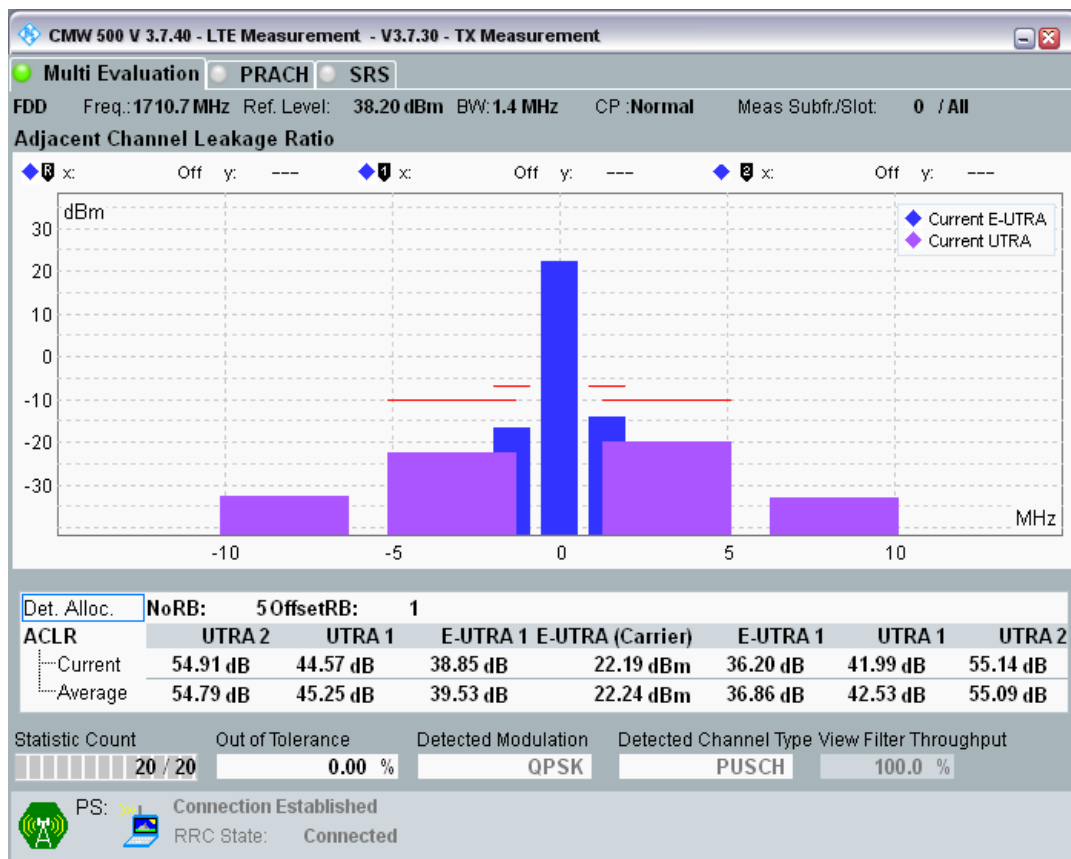 CMW 500 V 3.7.40 - LTE Measurement - V3.7.30 - TX Measurement
Multi Evaluation PRACH SRS
FDD Freq.: 1710.7 MHz Ref. Level: 38.20 dBm BW: 1.4 MHz CP :Normal Meas Subfr./Slot: 0 / All
Adjacent Channel Leakage Ratio
R x: Off y: --- 1 x: Off y: --- 2 x: Off y: ---
dBm
Current E-UTRA
Current UTRA
30
20
10
0
-10
-20
-30
MHz
-10 -5 0 5 10
Det. Alloc. NoRB: 5 OffsetRB: 1
ACLR UTRA 2 UTRA 1 E-UTRA 1 E-UTRA (Carrier) E-UTRA 1 UTRA 1 UTRA 2
Current 54.91 dB 44.57 dB 38.85 dB 22.19 dBm 36.20 dB 41.99 dB 55.14 dB
Average 54.79 dB 45.25 dB 39.53 dB 22.24 dBm 36.86 dB 42.53 dB 55.09 dB
Statistic Count Out of Tolerance Detected Modulation Detected Channel Type View Filter Throughput
20 / 20 0.00 % QPSK PUSCH 100.0 %
PS: Connection Established
RRC State: Connected